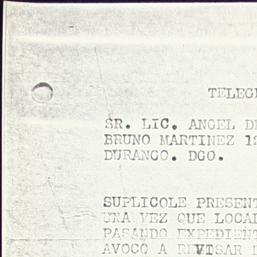 TELEG
SR. LIC. ANGEL D
BRUNO MARTINEZ 1
DURANGO. DGO.
SUPLICOLE PRESENT
UNA VEZ QUE LOCAL
PASANDO EXPEDIENT
AVOCO A REVISAR